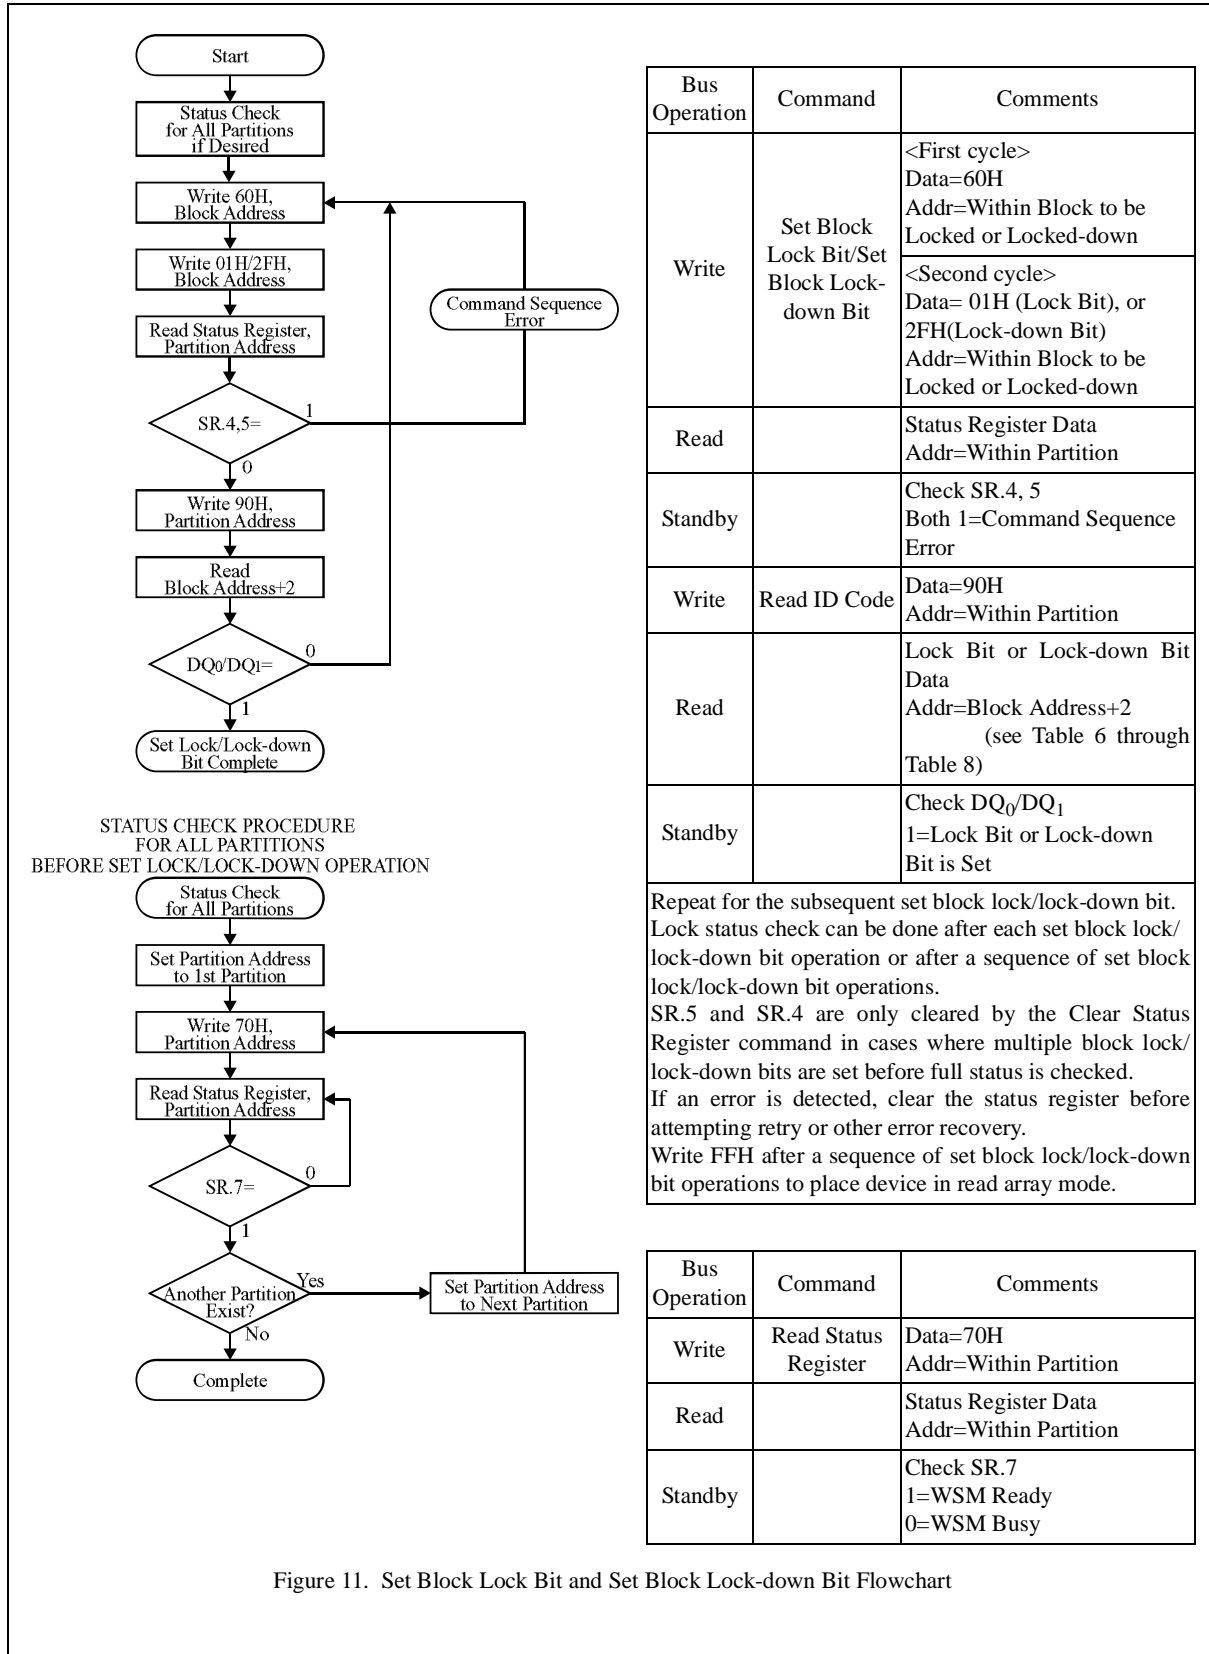 Start
Status Check
for All Partitions
if Desired
Write 60H,
Block Address
Write 01H/2FH,
Block Address
Read Status Register,
Partition Address
Command Sequence
Error
SR.4,5=
1
0
Write 90H,
Partition Address
Read
Block Address+2
DQ0/DQ1=
0
1
Set Lock/Lock-down
Bit Complete
STATUS CHECK PROCEDURE
FOR ALL PARTITIONS
BEFORE SET LOCK/LOCK-DOWN OPERATION
Status Check
for All Partitions
Set Partition Address
to 1st Partition
Write 70H,
Partition Address
Read Status Register,
Partition Address
SR.7=
0
1
Another Partition
Exist?
Yes
Set Partition Address
to Next Partition
No
Complete
Bus
Operation
Command
Comments
Write
Set Block
Lock Bit/Set
Block Lock-
down Bit
<First cycle>
Data=60H
Addr=Within Block to be
Locked or Locked-down
<Second cycle>
Data= 01H (Lock Bit), or
2FH(Lock-down Bit)
Addr=Within Block to be
Locked or Locked-down
Read
Status Register Data
Addr=Within Partition
Standby
Check SR.4, 5
Both 1=Command Sequence
Error
Write
Read ID Code
Data=90H
Addr=Within Partition
Read
Lock Bit or Lock-down Bit
Data
Addr=Block Address+2
(see Table 6 through
Table 8)
Standby
Check DQ0/DQ1
1=Lock Bit or Lock-down
Bit is Set
Repeat for the subsequent set block lock/lock-down bit.
Lock status check can be done after each set block lock/
lock-down bit operation or after a sequence of set block
lock/lock-down bit operations.
SR.5 and SR.4 are only cleared by the Clear Status
Register command in cases where multiple block lock/
lock-down bits are set before full status is checked.
If an error is detected, clear the status register before
attempting retry or other error recovery.
Write FFH after a sequence of set block lock/lock-down
bit operations to place device in read array mode.
Bus
Operation
Command
Comments
Write
Read Status
Register
Data=70H
Addr=Within Partition
Read
Status Register Data
Addr=Within Partition
Standby
Check SR.7
1=WSM Ready
0=WSM Busy
Figure 11. Set Block Lock Bit and Set Block Lock-down Bit Flowchart